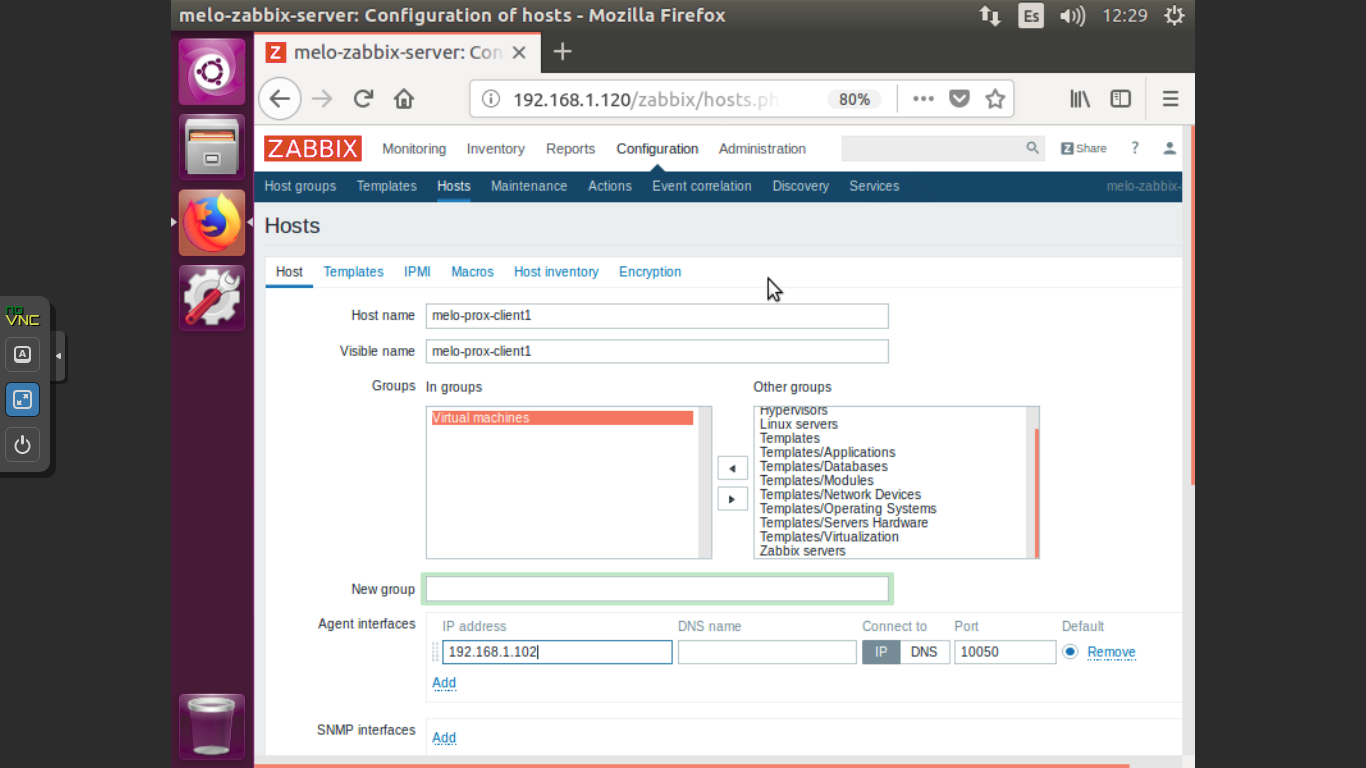 melo-zabbix-server: Configuration of hosts - Mozilla Firefox
Es
12:29
Z melo-zabbix-server: Con
192.168.1.120/zabbix/hosts.ph
80%
ZABBIX
Monitoring Inventory Reports Configuration Administration
Z Share
?
Host groups Templates Hosts Maintenance Actions Event correlation Discovery Services
melo-zabbix-
Hosts
Host Templates IPMI Macros Host inventory Encryption
no
VNC
A
Host name melo-prox-client1
Visible name melo-prox-client1
Groups In groups Other groups
Virtual machines
Hypervisors
Linux servers
Templates
Templates/Applications
Templates/Databases
Templates/Modules
Templates/Network Devices
Templates/Operating Systems
Templates/Servers Hardware
Templates/Virtualization
Zabbix servers
New group
Agent interfaces IP address DNS name Connect to Port Default
192.168.1.102 IP DNS 10050 Remove
Add
SNMP interfaces Add